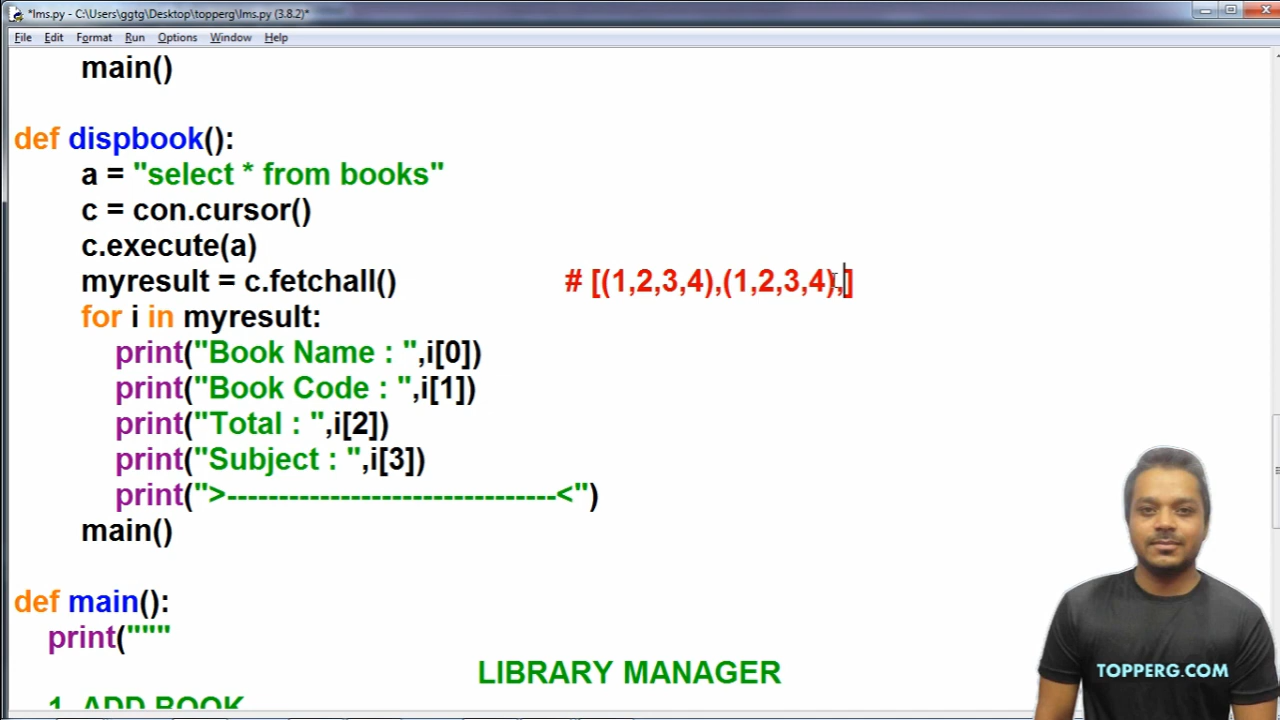 *lms.py - C:\Users\ggtg\Desktop\topperg\lms.py (3.8.2)*
File Edit Format Run Options Window Help
main()
def dispbook():
a = "select * from books"
c = con.cursor()
c.execute(a)
myresult = c.fetchall() # [(1,2,3,4),(1,2,3,4),]
for i in myresult:
print("Book Name : ",i[0])
print("Book Code : ",i[1])
print("Total : ",i[2])
print("Subject : ",i[3])
print(">--------------------------------<")
main()
def main():
print("""
LIBRARY MANAGER
1. ADD BOOK
TOPPERG.COM